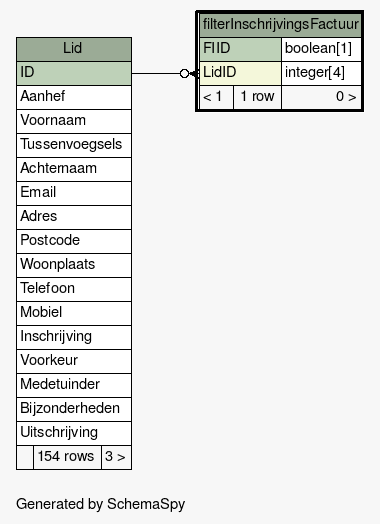 filterInschrijvingsFactuur
FIID boolean[1]
LidID integer[4]
< 1 1 row 0 >
Lid
ID
Aanhef
Voornaam
Tussenvoegsels
Achternaam
Email
Adres
Postcode
Woonplaats
Telefoon
Mobiel
Inschrijving
Voorkeur
Medetuinder
Bijzonderheden
Uitschrijving
154 rows 3 >
Generated by SchemaSpy